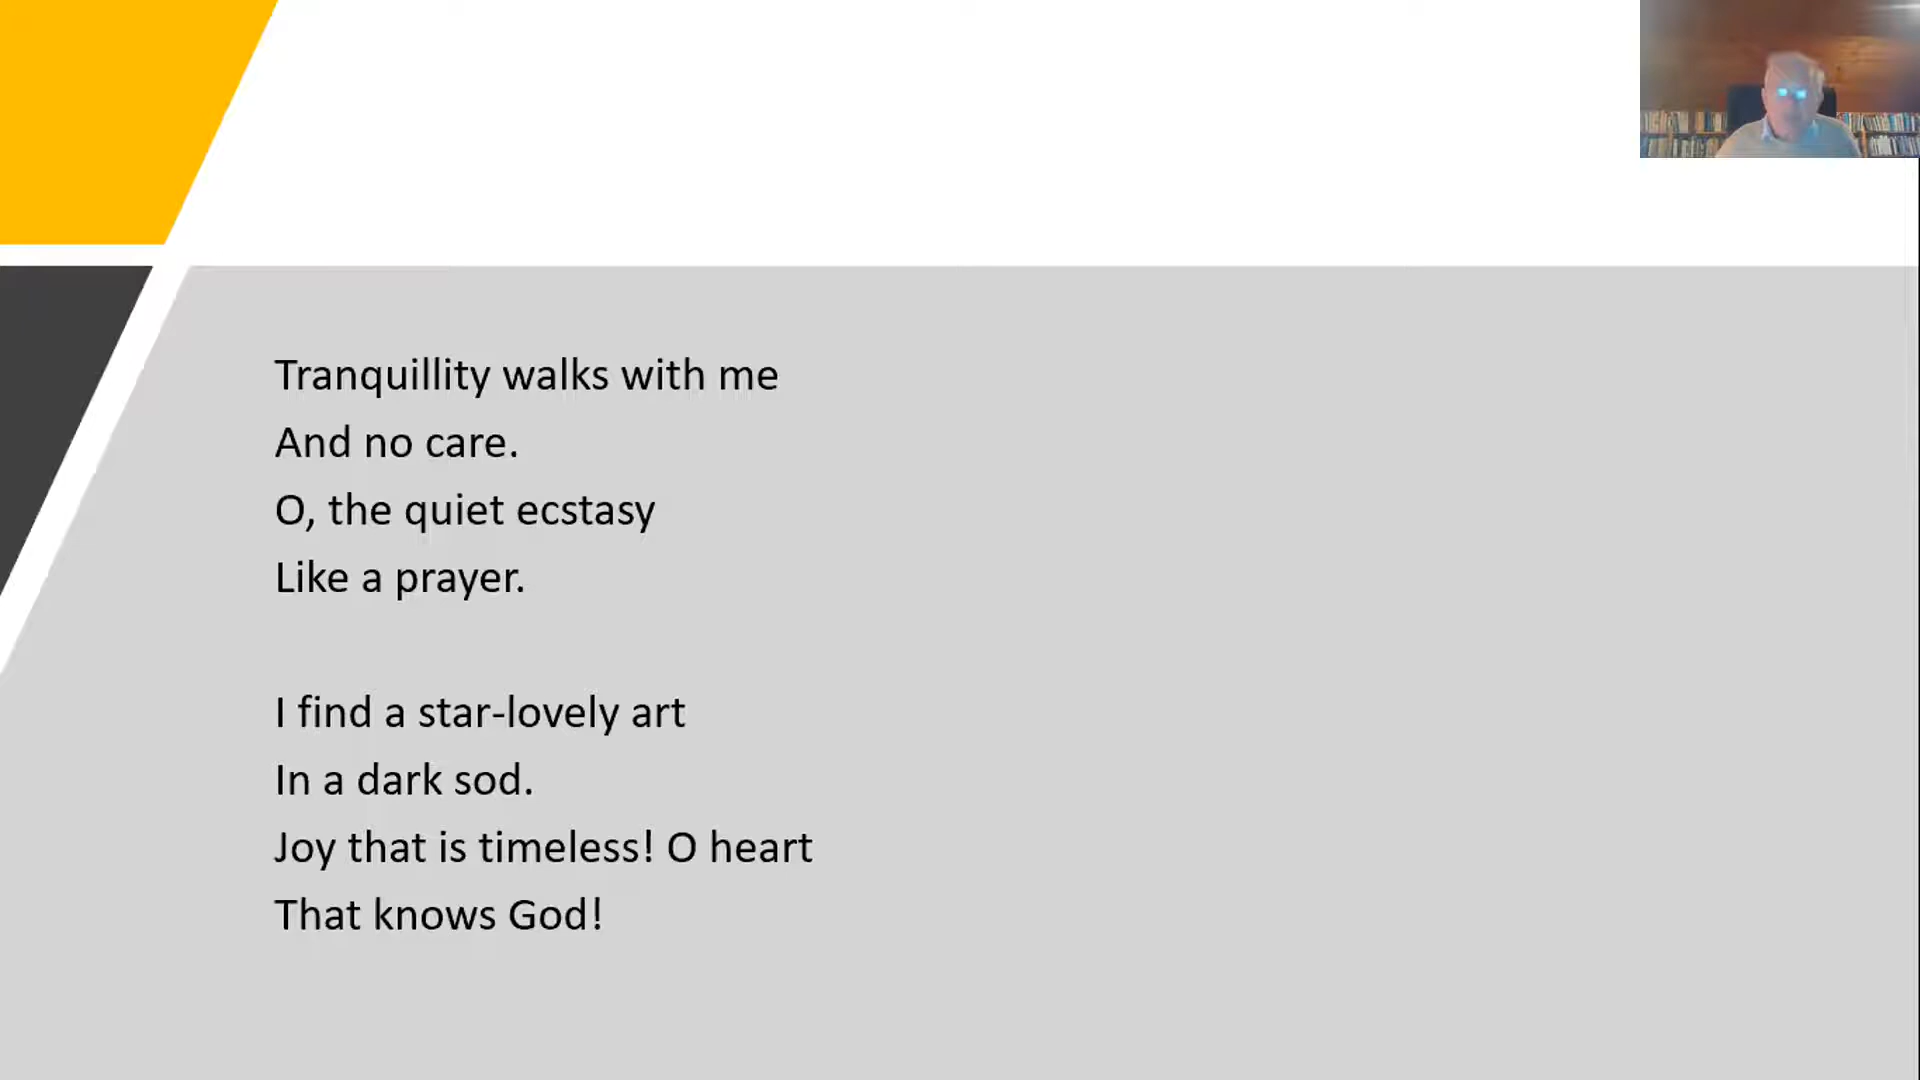 Tranquillity walks with me
And no care.
O, the quiet ecstasy
Like a prayer.
I find a star-lovely art
In a dark sod.
Joy that is timeless! O heart
That knows God!